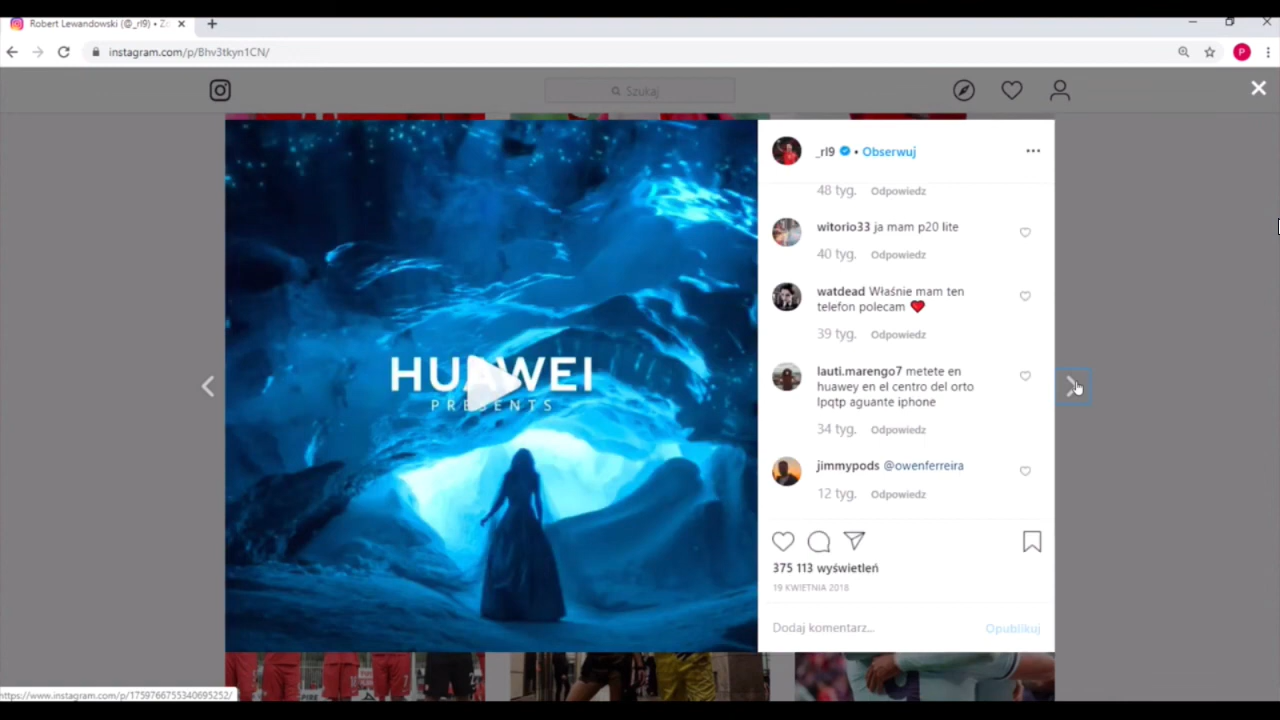 Robert Lewandowski (@_rl9) • Z
instagram.com/p/Bhv3tkyn1CN/
P
Szukaj
_rl9 • Obserwuj
48 tyg. Odpowiedz
witorio33 ja mam p20 lite
40 tyg. Odpowiedz
watdead Właśnie mam ten
telefon polecam ❤
39 tyg. Odpowiedz
lauti.marengo7 metete en
huawey en el centro del orto
lpqtp aguante iphone
34 tyg. Odpowiedz
jimmypods @owenferreira
12 tyg. Odpowiedz
HUAWEI
PRESENTS
375 113 wyświetleń
19 KWIETNIA 2018
Dodaj komentarz... Opublikuj
https://www.instagram.com/p/1759766755340695252/